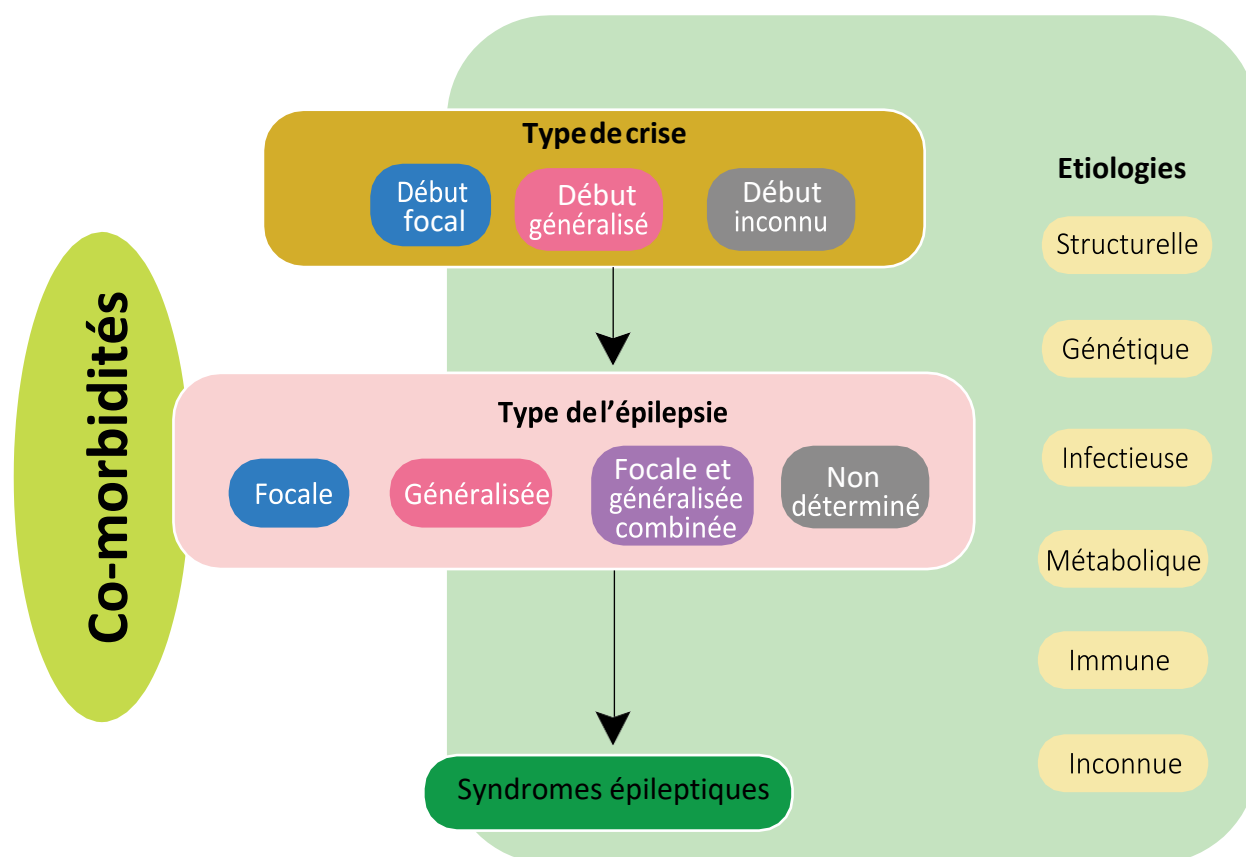 Type de crise
Début
focal
Début
généralisé
Début
inconnu
Co-morbidités
Type de l’épilepsie
Focale
Généralisée
Focale et
généralisée
combinée
Non
déterminé
Syndromes épileptiques
Etiologies
Structurelle
Génétique
Infectieuse
Métabolique
Immune
Inconnue